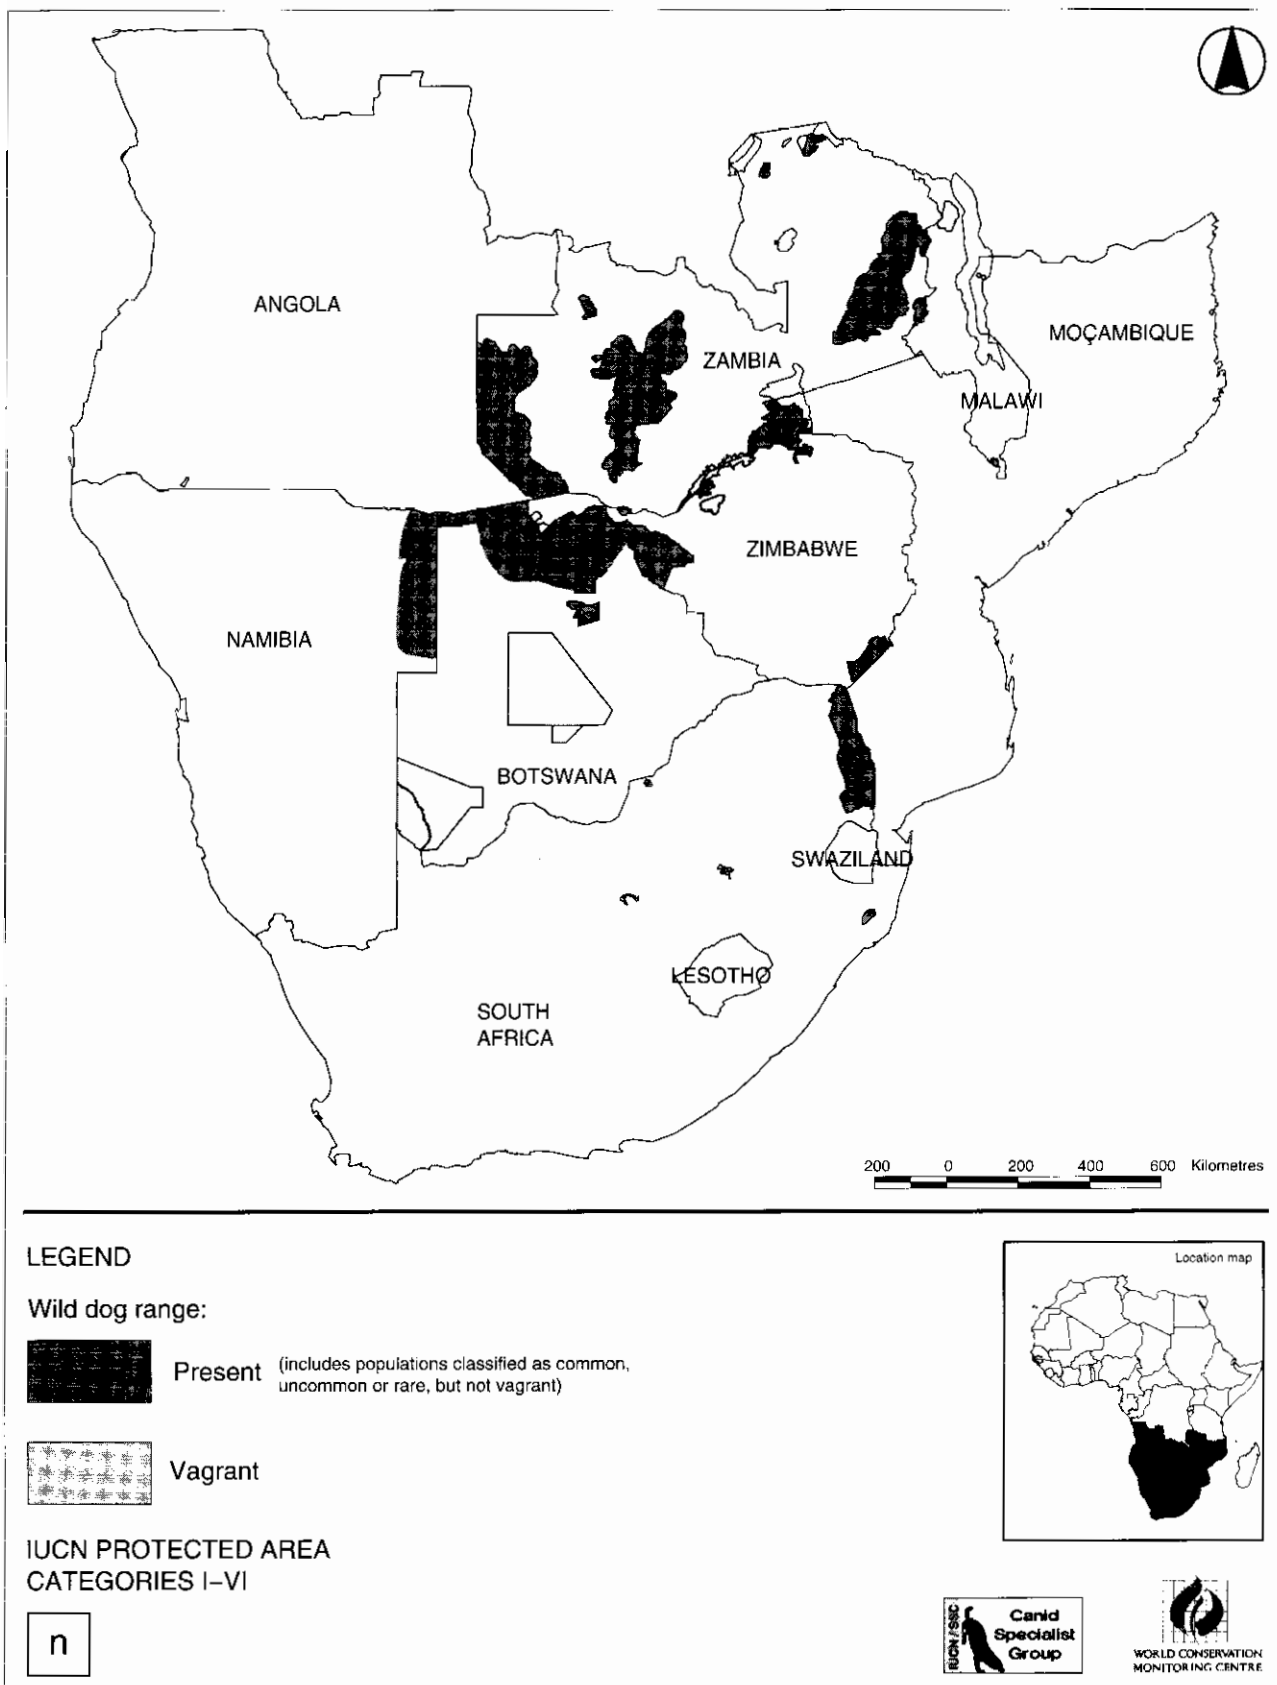 ANGOLA
ZAMBIA
MOÇAMBIQUE
MALAWI
ZIMBABWE
NAMIBIA
BOTSWANA
SWAZILAND
LESOTHO
SOUTH
AFRICA
200 0 200 400 600 Kilometres
LEGEND
Wild dog range:
Present (includes populations classified as common,
uncommon or rare, but not vagrant)
Vagrant
IUCN PROTECTED AREA
CATEGORIES I–VI
n
Location map
IUCN / SSC
Canid
Specialist
Group
WORLD CONSERVATION
MONITORING CENTRE